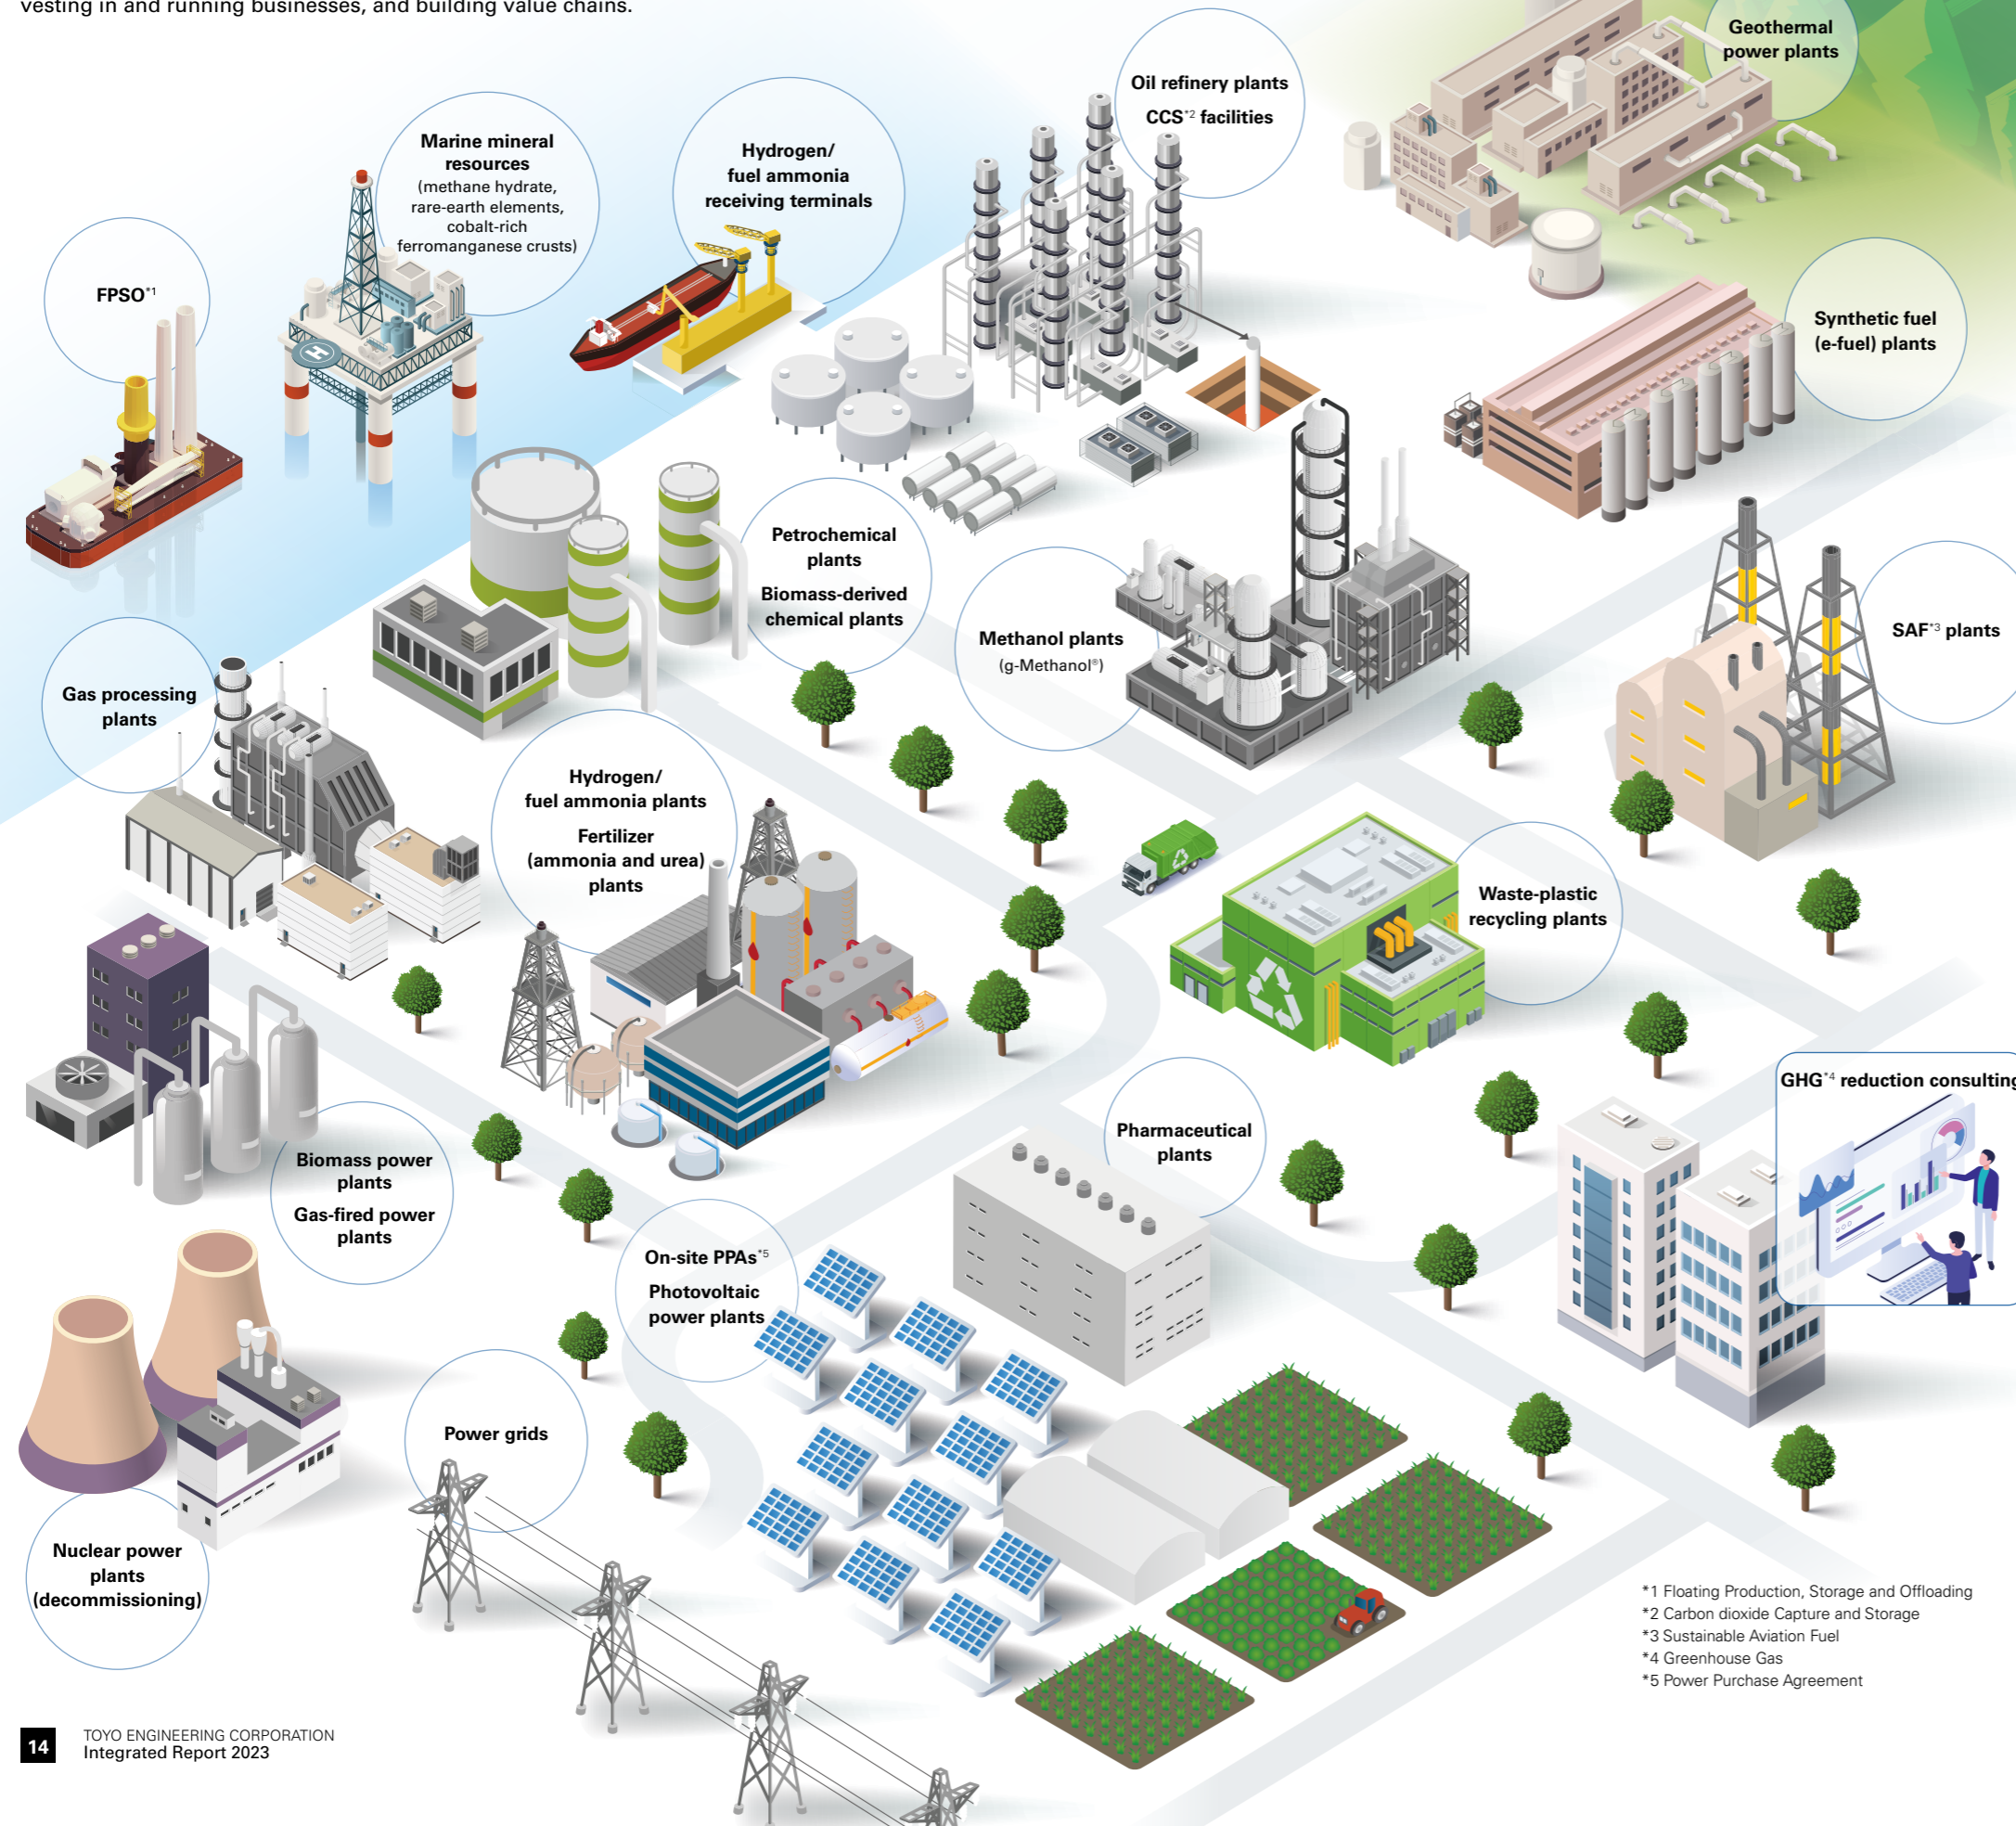 vesting in and running businesses, and building value chains.
Geothermal
power plants
Oil refinery plants
CCS*2 facilities
Marine mineral
resources
(methane hydrate,
rare-earth elements,
cobalt-rich
ferromanganese crusts)
Hydrogen/
fuel ammonia
receiving terminals
FPSO*1
H
Synthetic fuel
(e-fuel) plants
Petrochemical
plants
Biomass-derived
chemical plants
Methanol plants
(g-Methanol®)
SAF*3 plants
Gas processing
plants
Hydrogen/
fuel ammonia plants
Fertilizer
(ammonia and urea)
plants
Waste-plastic
recycling plants
GHG*4 reduction consulting
Pharmaceutical
plants
Biomass power
plants
Gas-fired power
plants
On-site PPAs*5
Photovoltaic
power plants
Power grids
Nuclear power
plants
(decommissioning)
*1 Floating Production, Storage and Offloading
*2 Carbon dioxide Capture and Storage
*3 Sustainable Aviation Fuel
*4 Greenhouse Gas
*5 Power Purchase Agreement
14
TOYO ENGINEERING CORPORATION
Integrated Report 2023